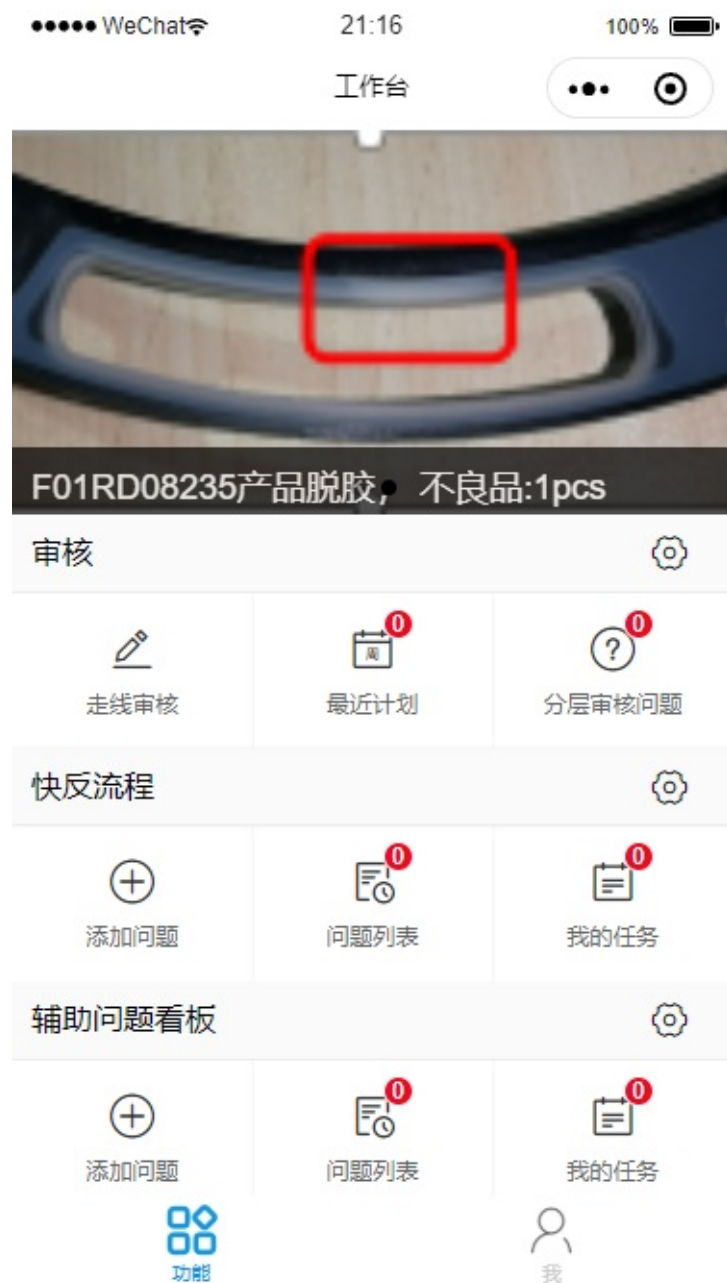 WeChat 21:16 100%
工作台
F01RD08235产品脱胶， 不良品:1pcs
审核
0 0
周 ?
走线审核 最近计划 分层审核问题
快反流程
0 0
添加问题 问题列表 我的任务
辅助问题看板
0 0
添加问题 问题列表 我的任务
功能 我